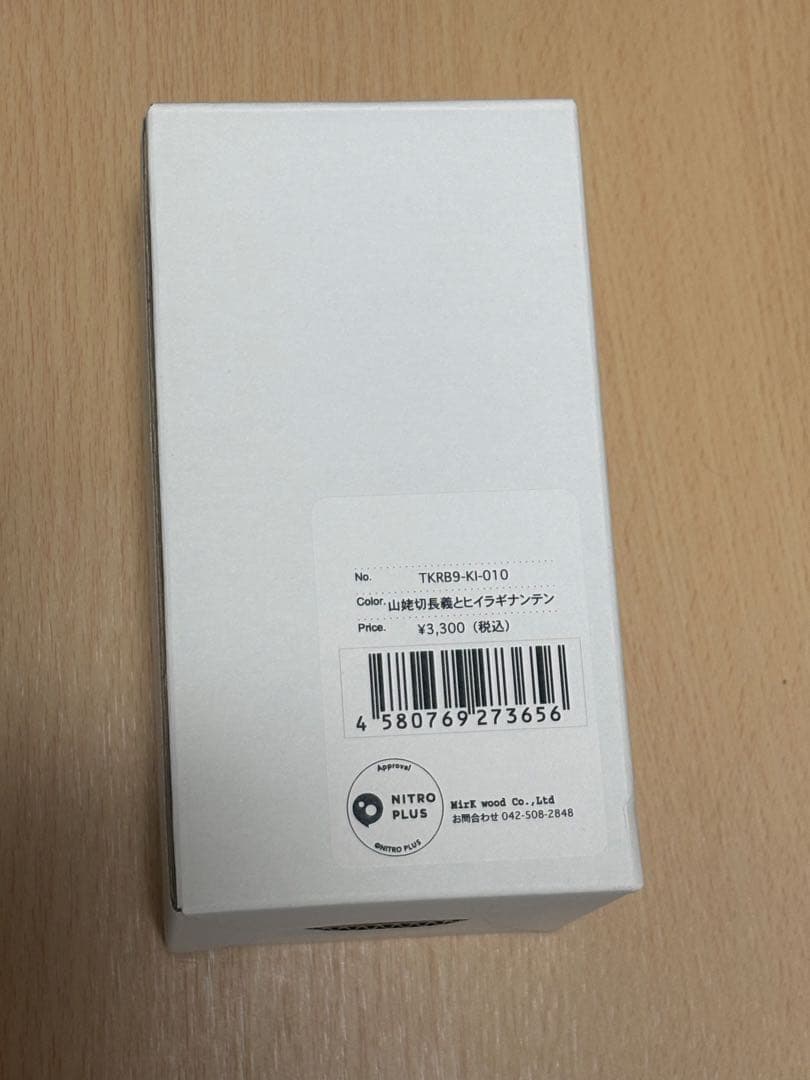 No. TKRB9-KI-010
Color. 山姥切長義とヒイラギナンテン
Price. ¥3,300（税込）
4 580769 273656
Approval
NITRO
PLUS
©NITRO PLUS
MirK wood Co.,Ltd
お問合わせ 042-508-2848